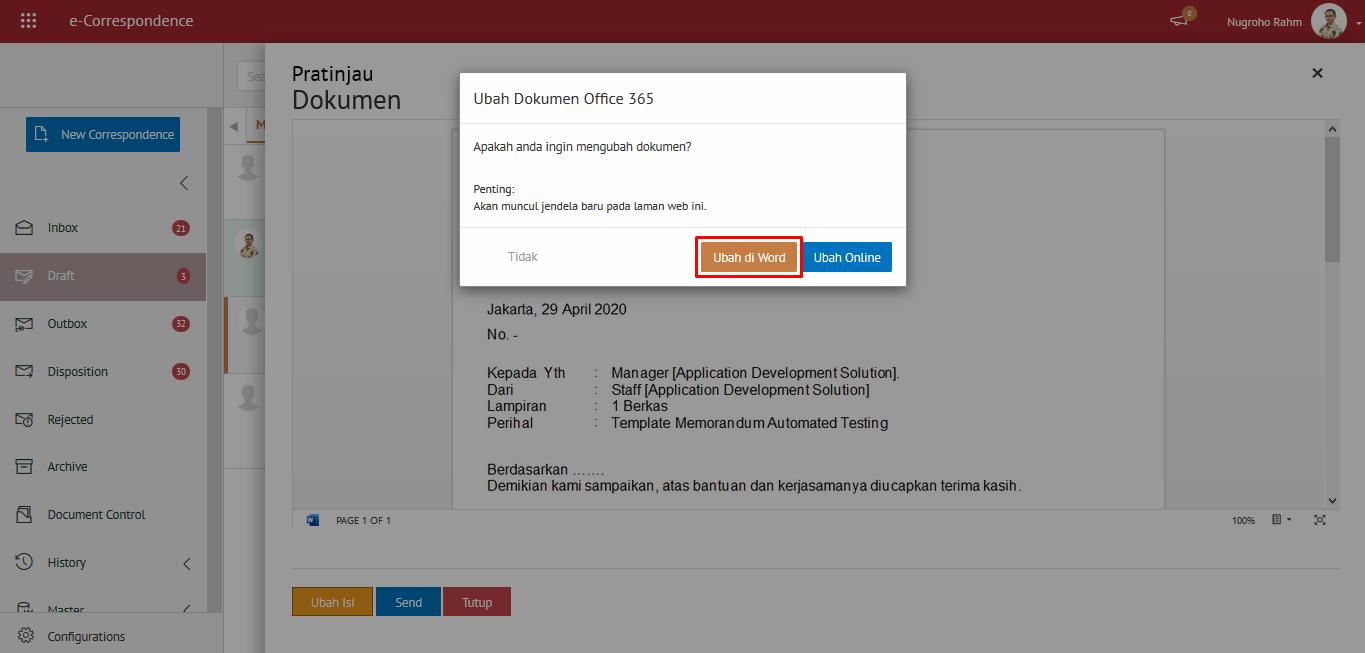 e-Correspondence
0
Nugroho Rahm
New Correspondence
Inbox
21
Draft
3
Outbox
32
Disposition
30
Rejected
Archive
Document Control
History
Master
Configurations
Sea
M
Pratinjau
Dokumen
Ubah Dokumen Office 365
Apakah anda ingin mengubah dokumen?
Penting:
Akan muncul jendela baru pada laman web ini.
Tidak
Ubah di Word
Ubah Online
Jakarta, 29 April 2020
No. -
Kepada Yth : Manager [Application Development Solution].
Dari : Staff [Application Development Solution]
Lampiran : 1 Berkas
Perihal : Template Memorandum Automated Testing
Berdasarkan .......
Demikian kami sampaikan, atas bantuan dan kerjasamanya diucapkan terima kasih.
PAGE 1 OF 1
100%
Ubah Isi
Send
Tutup